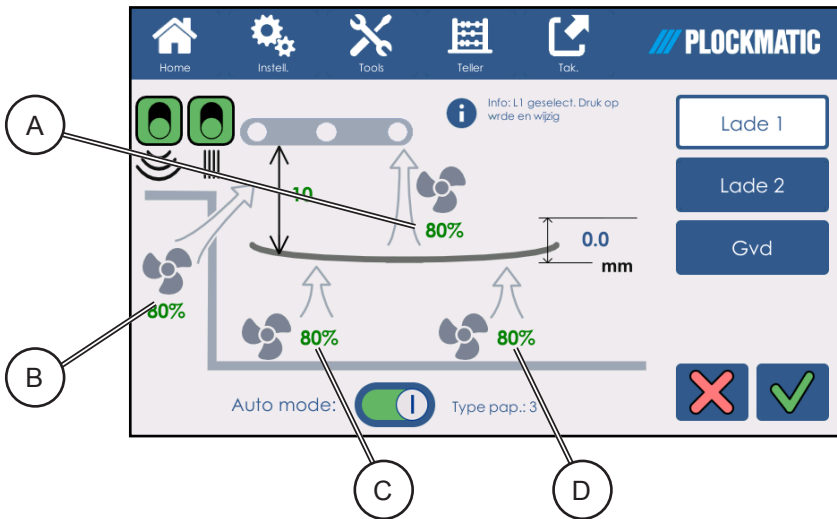 Home
Instell.
Tools
Teller
Tak.
PLOCKMATIC
A
Info: L1 geselect. Druk op
wrde en wijzig
Lade 1
10
Lade 2
80%
0.0
mm
Gvd
80%
80%
80%
B
Auto mode:
Type pap.: 3
C
D